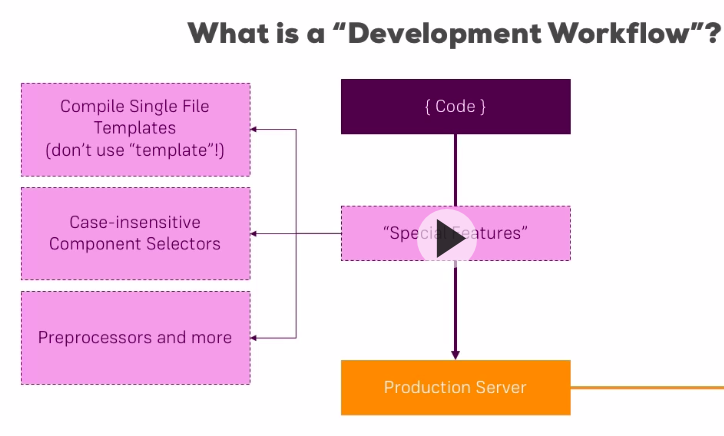 What is a “Development Workflow”?
Compile Single File
Templates
(don’t use “template”!)
{ Code }
Case-insensitive
Component Selectors
“Special Features”
Preprocessors and more
Production Server